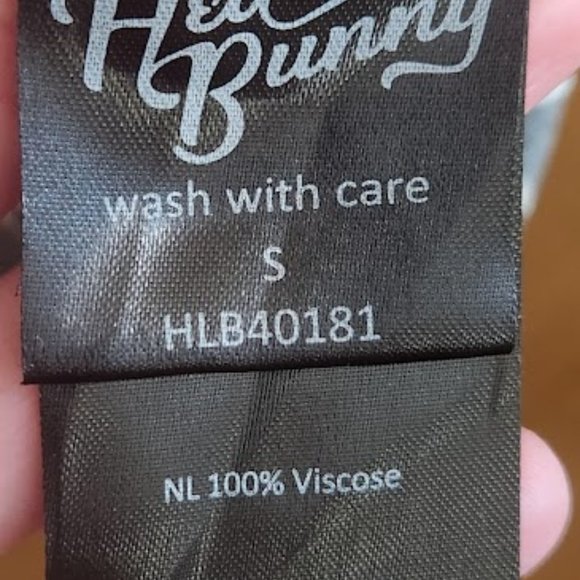 Bunny
wash with care
S
HLB40181
NL 100% Viscose